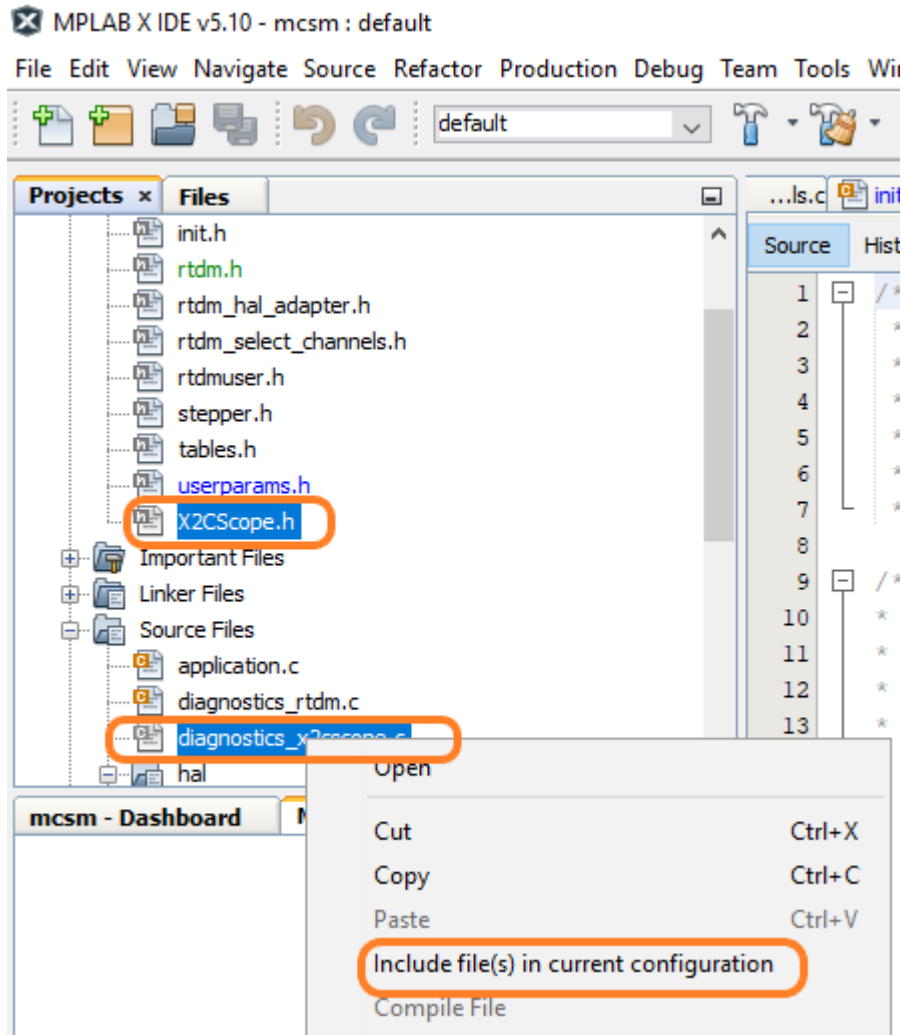 MPLAB X IDE v5.10 - mcsm : default
File Edit View Navigate Source Refactor Production Debug Team Tools
default
Projects × Files
...ls.c init
Source Hist
init.h
rtdm.h
rtdm_hal_adapter.h
rtdm_select_channels.h
rtdmuser.h
stepper.h
tables.h
userparams.h
X2CScope.h
Important Files
Linker Files
Source Files
application.c
diagnostics_rtdm.c
diagnostics_x2cscope.c
hal
1 /*
2 *
3 *
4 *
5 *
6 *
7 *
8
9 /*
10 *
11 *
12 *
13 *
mcsm - Dashboard
Open
Cut Ctrl+X
Copy Ctrl+C
Paste Ctrl+V
Include file(s) in current configuration
Compile File